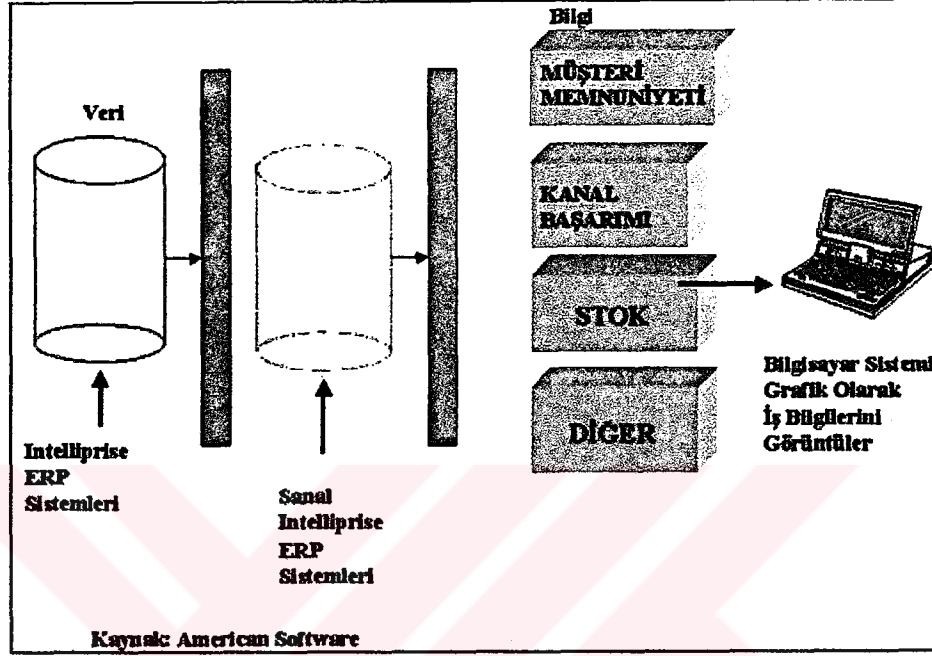 Veri
Intelliprise
ERP
Sistemleri
Sanal
Intelliprise
ERP
Sistemleri
Bilgi
MÜŞTERİ
MEMNUNİYETİ
KANAL
BAŞARIMI
STOK
DİĞER
Bilgisayar Sistemi
Grafik Olarak
İş Bilgilerini
Görüntüler
Kaynak: American Software